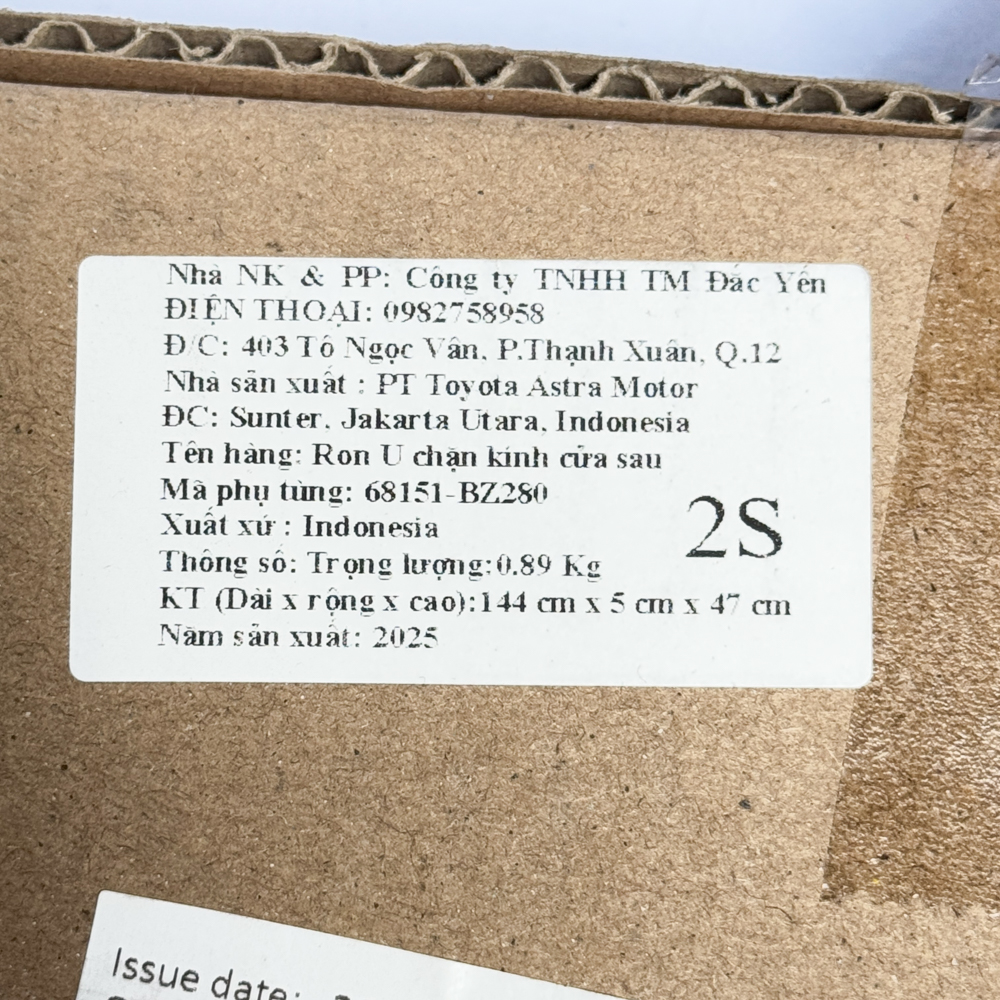 Nhà NK & PP: Công ty TNHH TM Đắc Yến
ĐIỆN THOẠI: 0982758958
Đ/C: 403 Tô Ngọc Vân, P.Thạnh Xuân, Q.12
Nhà sản xuất : PT Toyota Astra Motor
ĐC: Sunter, Jakarta Utara, Indonesia
Tên hàng: Ron U chặn kính cửa sau
Mã phụ tùng: 68151-BZ280
Xuất xứ : Indonesia
2S
Thông số: Trọng lượng:0.89 Kg
KT (Dài x rộng x cao):144 cm x 5 cm x 47 cm
Năm sản xuất: 2025
Issue date: